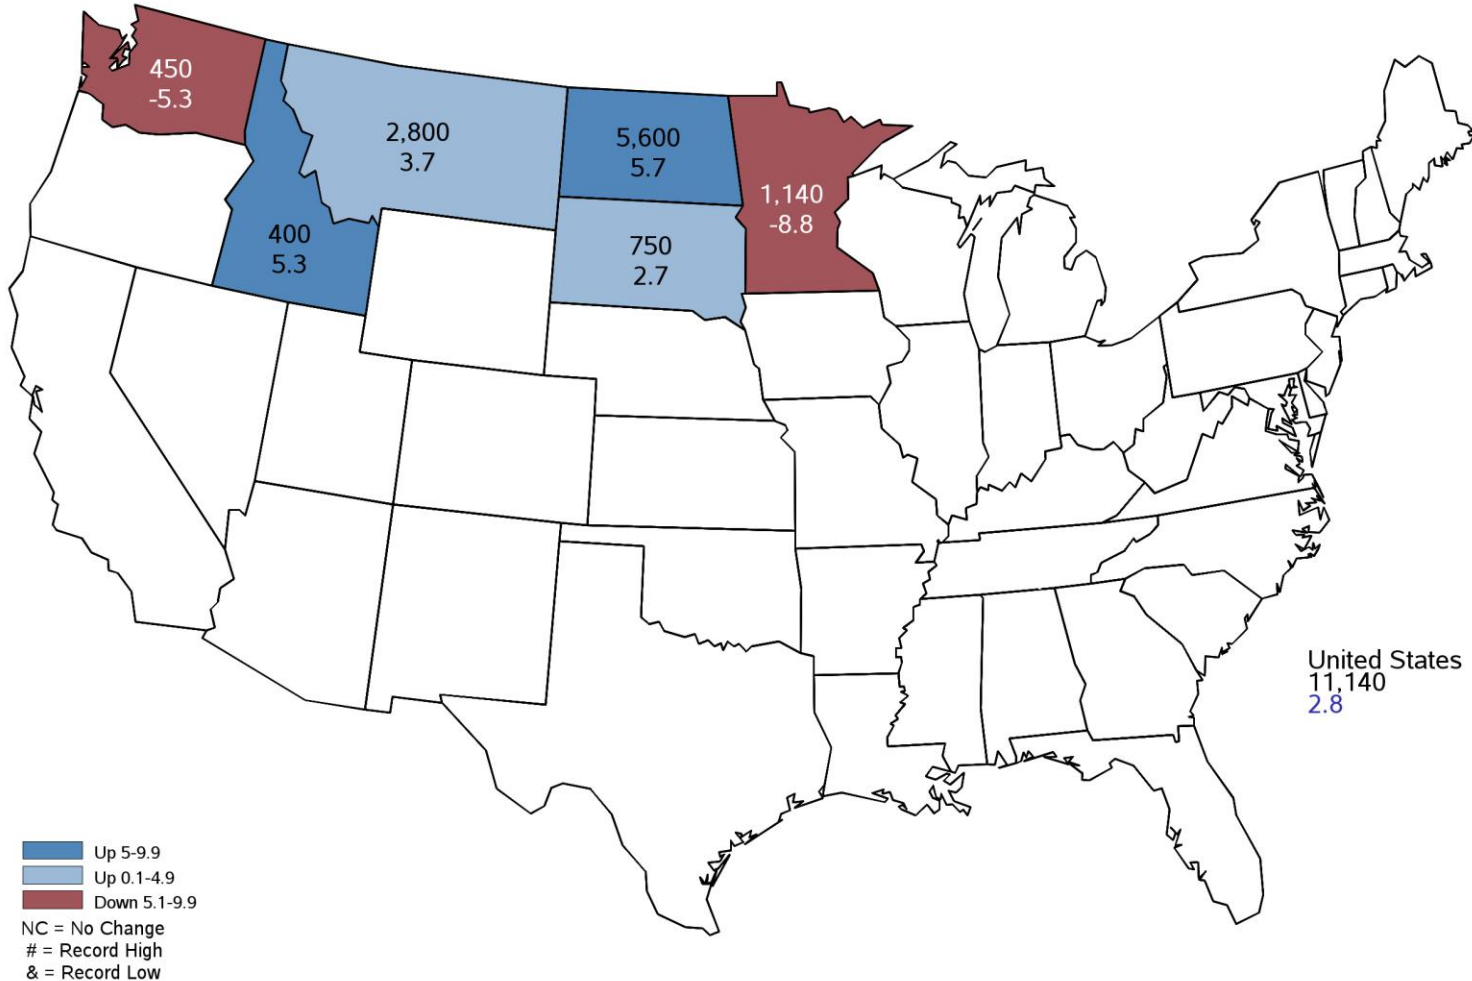 450
-5.3
2,800
3.7
5,600
5.7
1,140
-8.8
400
5.3
750
2.7
United States
11,140
2.8
Up 5-9.9
Up 0.1-4.9
Down 5.1-9.9
NC = No Change
# = Record High
& = Record Low